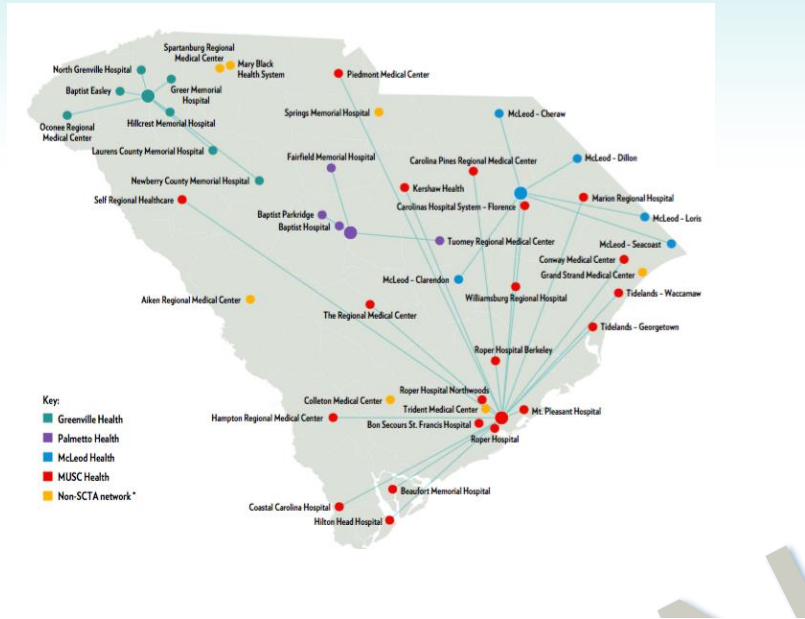 Spartanburg Regional
Medical Center
Mary Black
Health System
North Grenville Hospital
Piedmont Medical Center
Baptist Easley
Greer Memorial
Hospital
Oconee Regional
Medical Center
Hillcrest Memorial Hospital
Springs Memorial Hospital
McLeod – Cheraw
Laurens County Memorial Hospital
Fairfield Memorial Hospital
Carolina Pines Regional Medical Center
McLeod – Dillon
Newberry County Memorial Hospital
Kershaw Health
Marion Regional Hospital
Self Regional Healthcare
Carolinas Hospital System – Florence
McLeod – Loris
Baptist Parkridge
Baptist Hospital
Tuomey Regional Medical Center
McLeod – Seacoast
Conway Medical Center
Grand Strand Medical Center
McLeod – Clarendon
Williamsburg Regional Hospital
Tidelands – Waccamaw
Aiken Regional Medical Center
The Regional Medical Center
Tidelands – Georgetown
Roper Hospital Berkeley
Roper Hospital Northwoods
Colleton Medical Center
Trident Medical Center
Mt. Pleasant Hospital
Hampton Regional Medical Center
Bon Secours St. Francis Hospital
Roper Hospital
Beaufort Memorial Hospital
Coastal Carolina Hospital
Hilton Head Hospital
Key:
Greenville Health
Palmetto Health
McLeod Health
MUSC Health
Non-SCTA network *